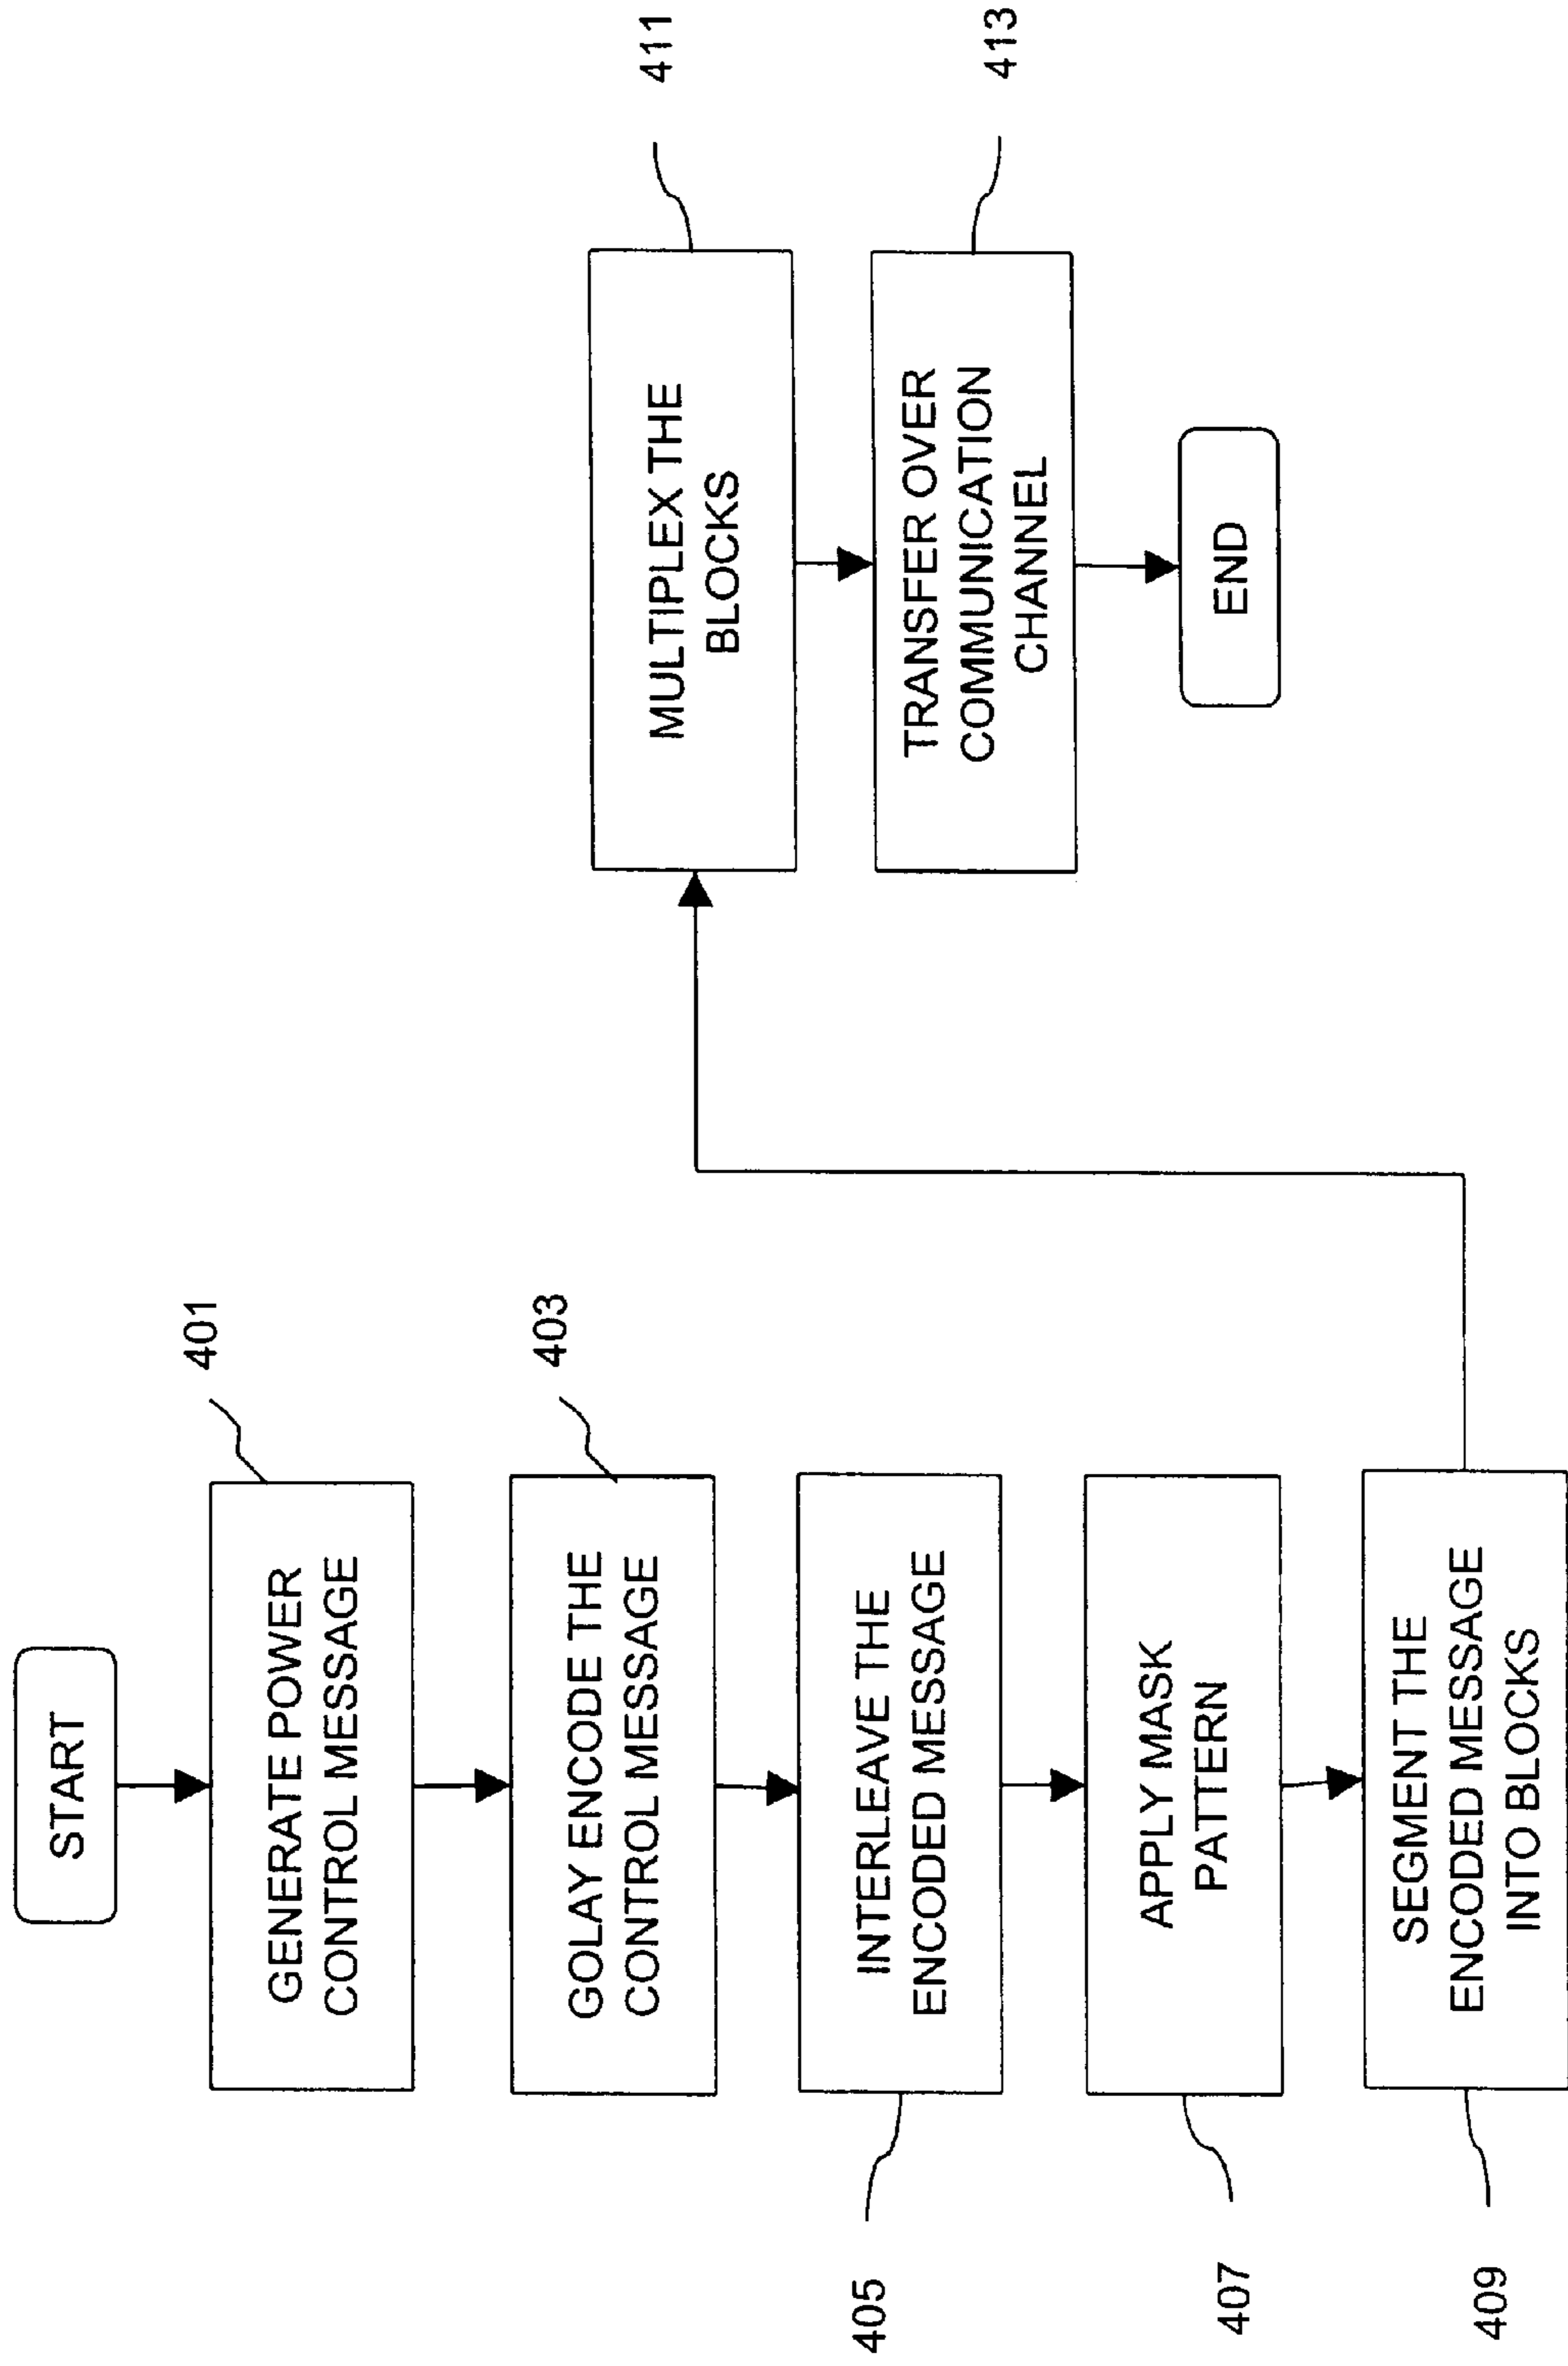 START
401
GENERATE POWER
CONTROL MESSAGE
403
GOLAY ENCODE THE
CONTROL MESSAGE
405
INTERLEAVE THE
ENCODED MESSAGE
407
APPLY MASK
PATTERN
409
SEGMENT THE
ENCODED MESSAGE
INTO BLOCKS
411
MULTIPLEX THE
BLOCKS
413
TRANSFER OVER
COMMUNICATION
CHANNEL
END